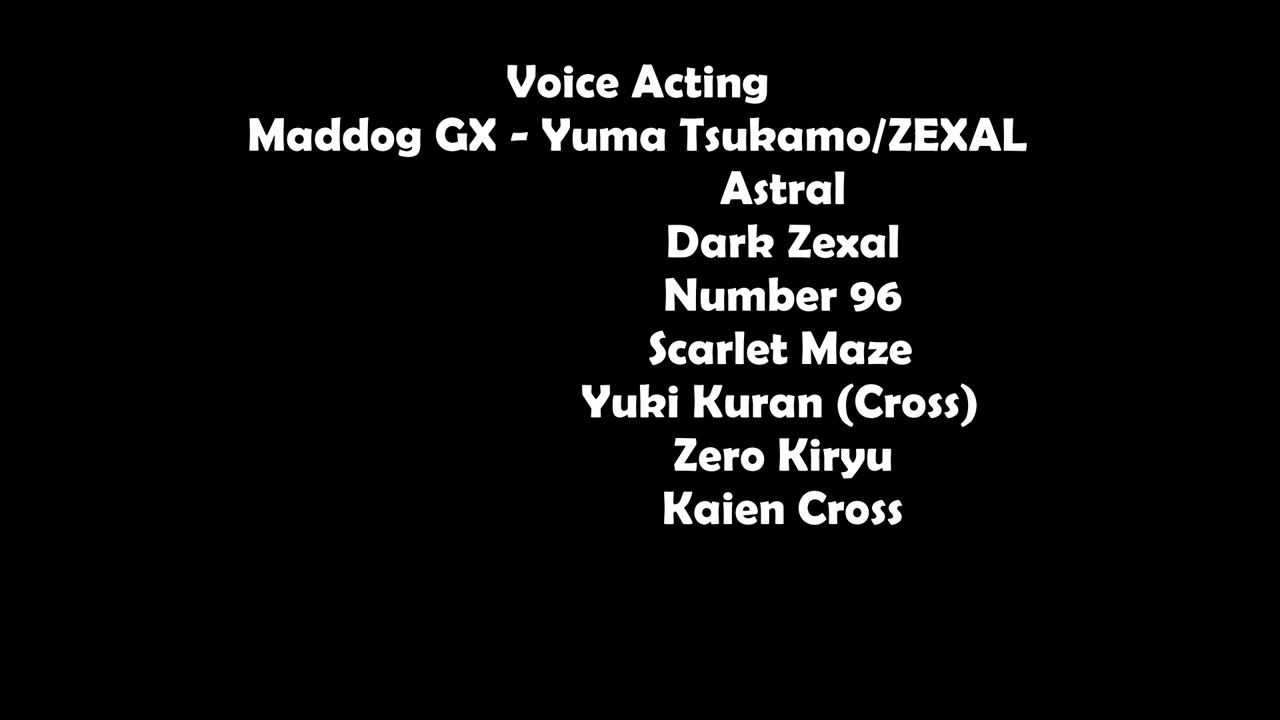 Voice Acting
Maddog GX - Yuma Tsukamo/ZEXAL
Astral
Dark Zexal
Number 96
Scarlet Maze
Yuki Kuran (Cross)
Zero Kiryu
Kaien Cross